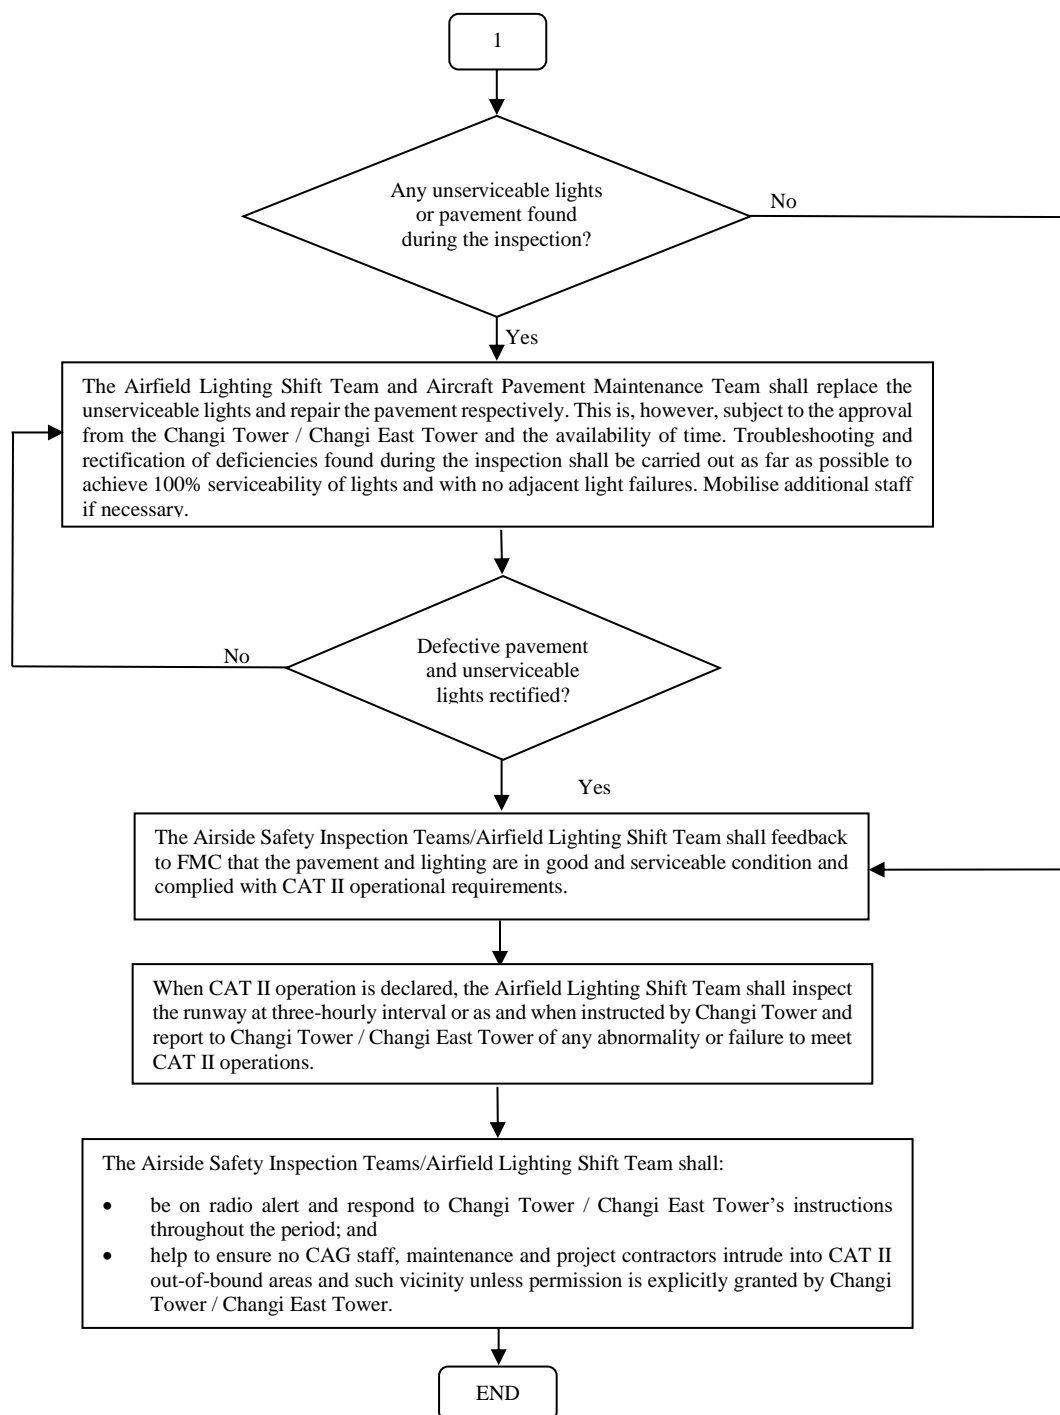 1
Any unserviceable lights
or pavement found
during the inspection?
No
Yes
The Airfield Lighting Shift Team and Aircraft Pavement Maintenance Team shall replace the
unserviceable lights and repair the pavement respectively. This is, however, subject to the approval
from the Changi Tower / Changi East Tower and the availability of time. Troubleshooting and
rectification of deficiencies found during the inspection shall be carried out as far as possible to
achieve 100% serviceability of lights and with no adjacent light failures. Mobilise additional staff
if necessary.
No
Defective pavement
and unserviceable
lights rectified?
Yes
The Airside Safety Inspection Teams/Airfield Lighting Shift Team shall feedback
to FMC that the pavement and lighting are in good and serviceable condition and
complied with CAT II operational requirements.
When CAT II operation is declared, the Airfield Lighting Shift Team shall inspect
the runway at three-hourly interval or as and when instructed by Changi Tower and
report to Changi Tower / Changi East Tower of any abnormality or failure to meet
CAT II operations.
The Airside Safety Inspection Teams/Airfield Lighting Shift Team shall:
• be on radio alert and respond to Changi Tower / Changi East Tower's instructions
throughout the period; and
• help to ensure no CAG staff, maintenance and project contractors intrude into CAT II
out-of-bound areas and such vicinity unless permission is explicitly granted by Changi
Tower / Changi East Tower.
END